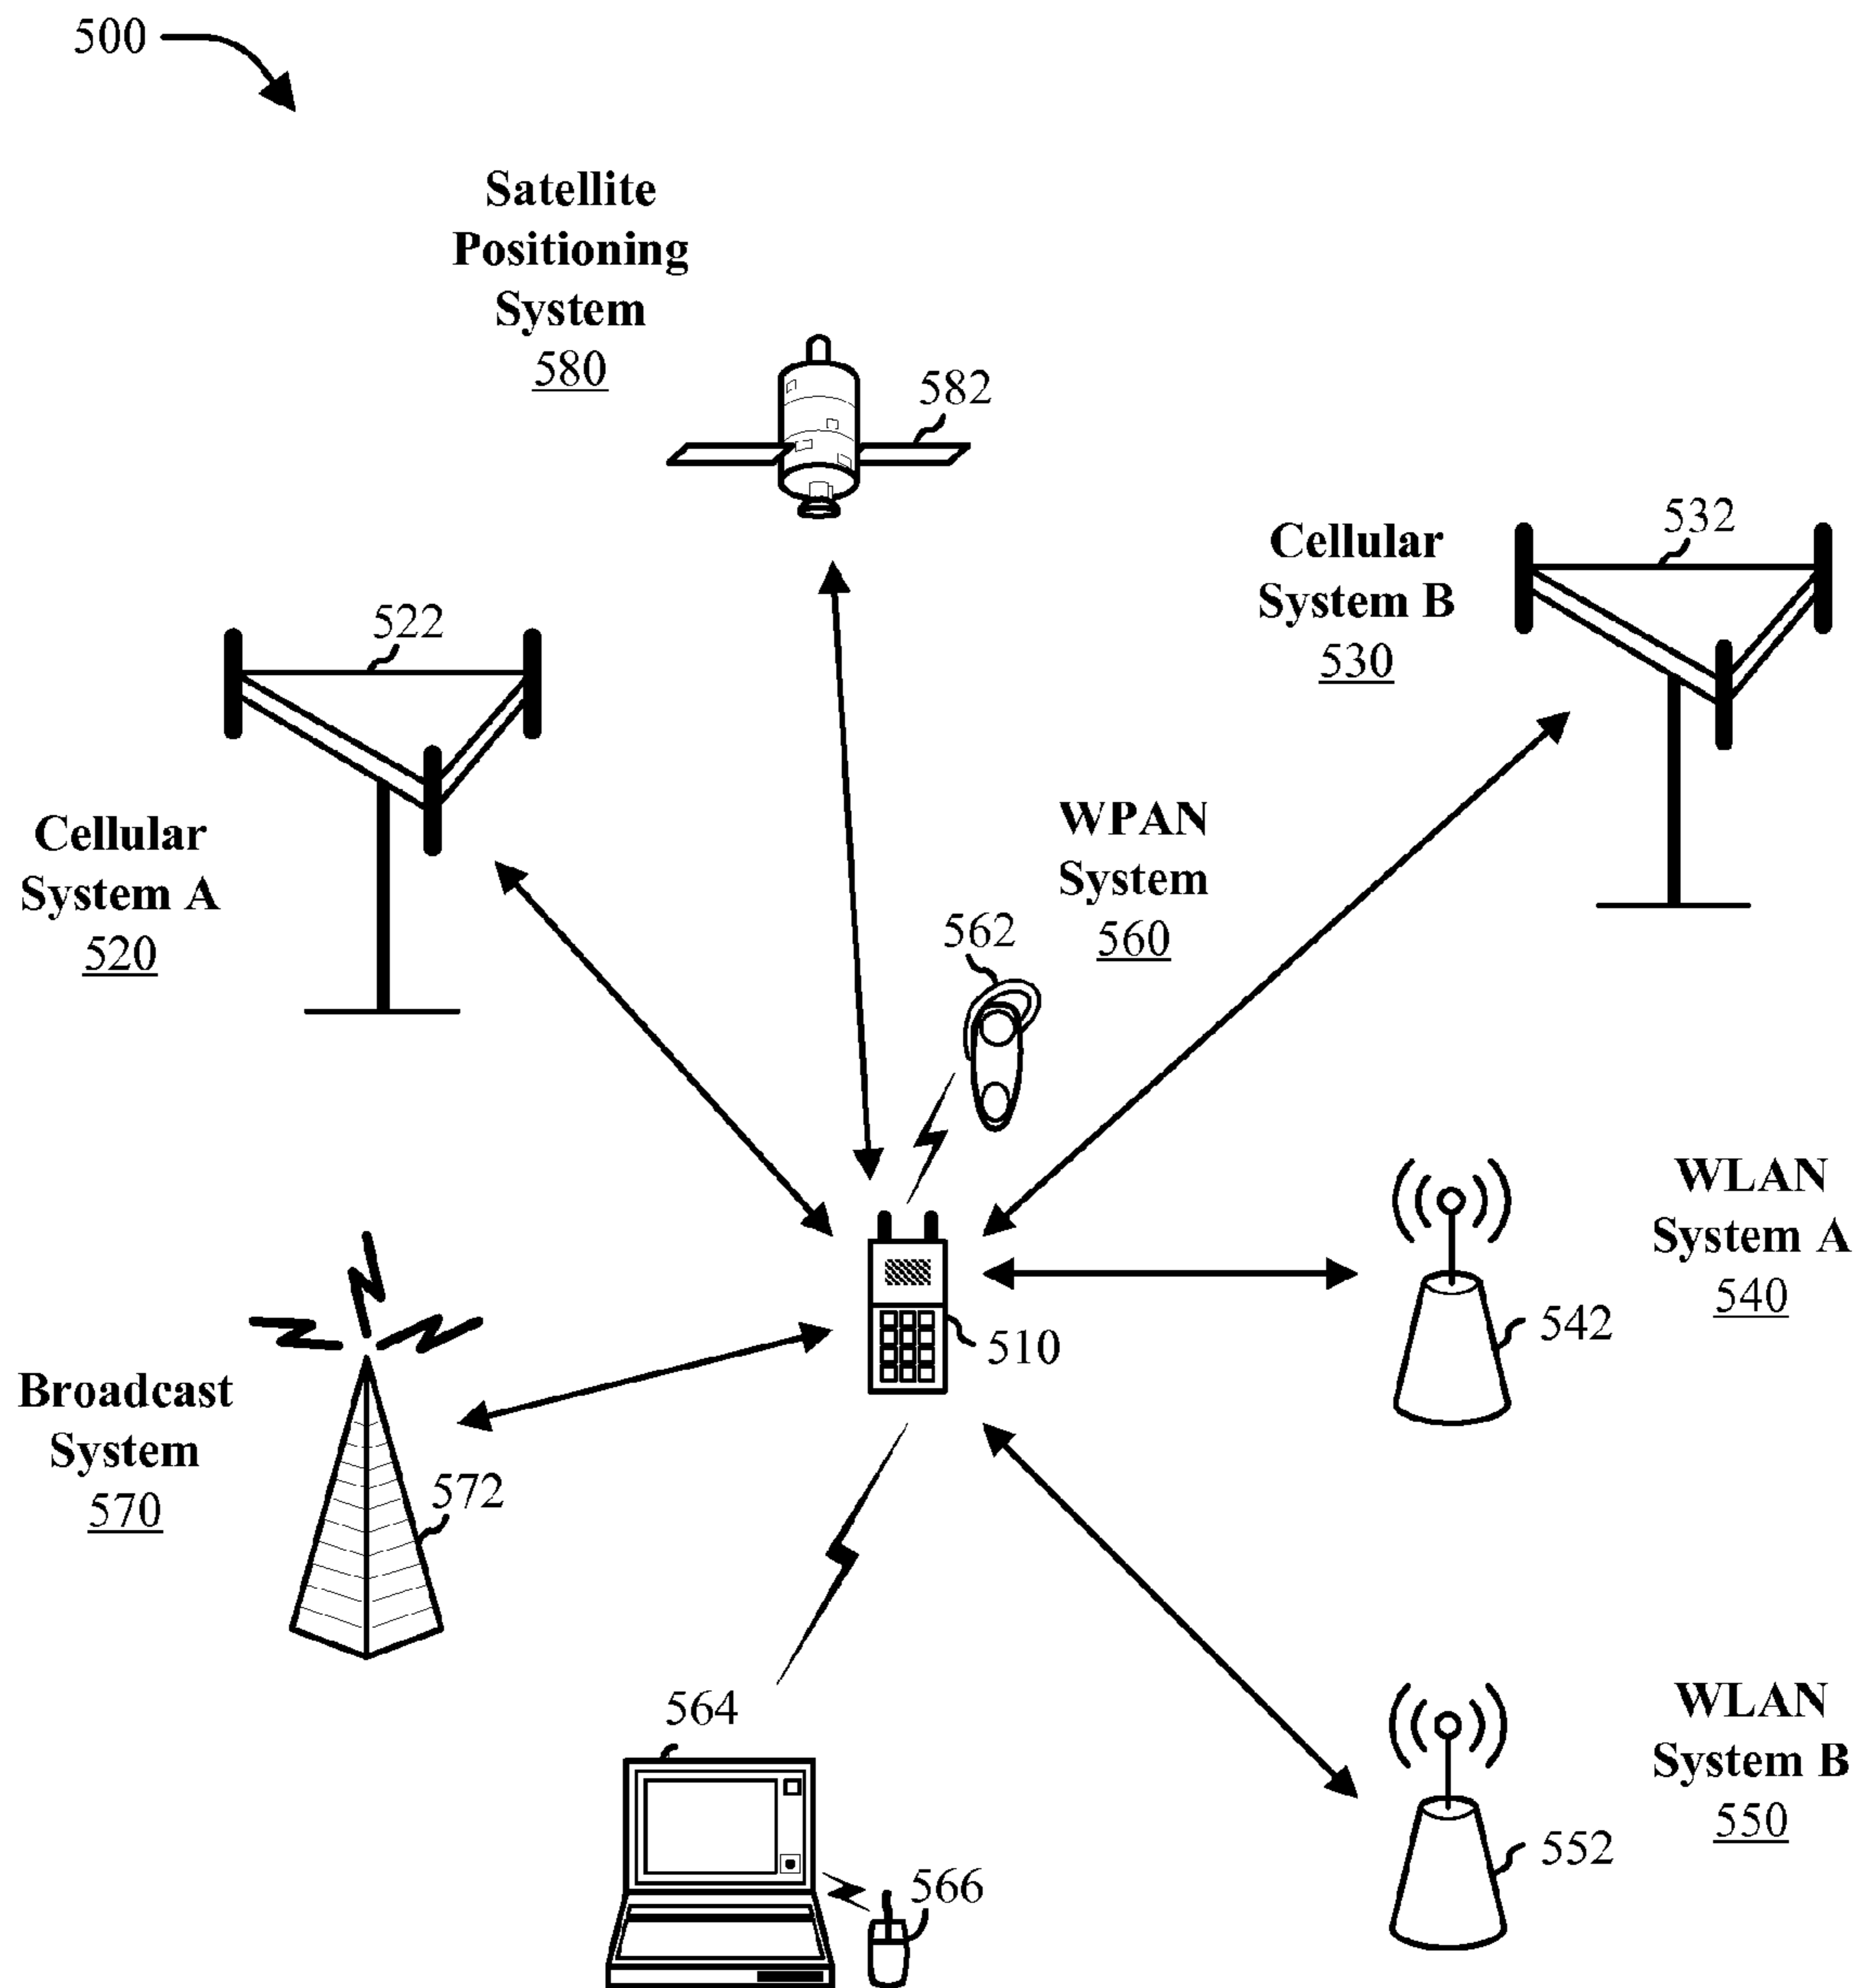 500
Satellite
Positioning
System
580
582
Cellular
System B
530
532
522
Cellular
System A
520
WPAN
System
560
562
WLAN
System A
540
542
510
Broadcast
System
570
572
564
566
WLAN
System B
550
552